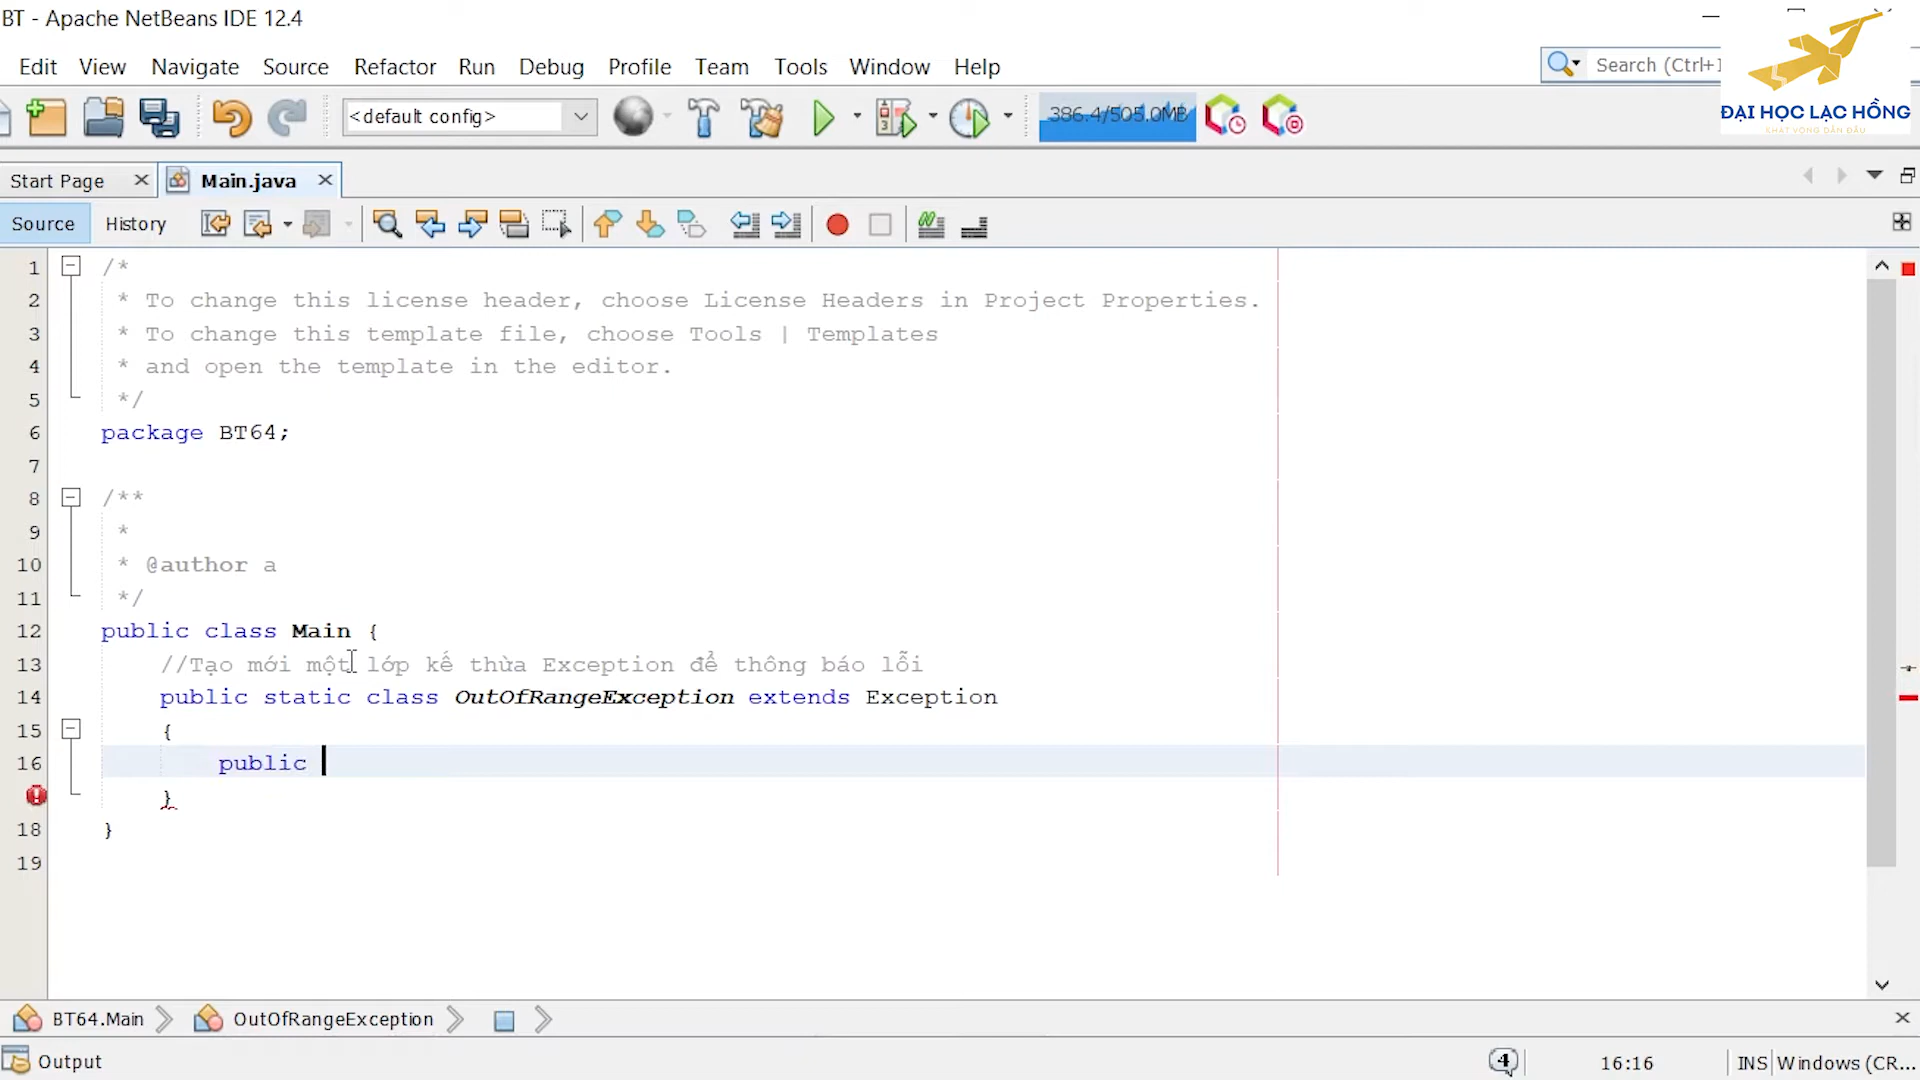 BT - Apache NetBeans IDE 12.4
Edit View Navigate Source Refactor Run Debug Profile Team Tools Window Help
Search (Ctrl+I
<default config>
386.4/505.0MB
ĐẠI HỌC LẠC HỒNG
KHÁT VỌNG DẪN ĐẦU
Start Page
Main.java
Source History
1 /*
2 * To change this license header, choose License Headers in Project Properties.
3 * To change this template file, choose Tools | Templates
4 * and open the template in the editor.
5 */
6 package BT64;
7
8 /**
9 *
10 * @author a
11 */
12 public class Main {
13 //Tạo mới một lớp kế thừa Exception để thông báo lỗi
14 public static class OutOfRangeException extends Exception
15 {
16 public
}
18 }
19
BT64.Main OutOfRangeException
Output
4 16:16 INS Windows (CR...